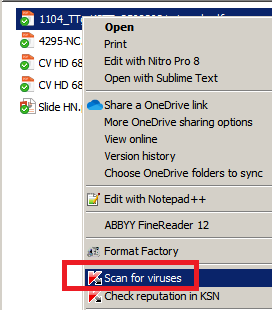 1104_TT
Open
Print
4295-NC
Edit with Nitro Pro 8
CV HD 68
Open with Sublime Text
CV HD 68
Slide HN.
Share a OneDrive link
More OneDrive sharing options
View online
Version history
Choose OneDrive folders to sync
Edit with Notepad++
ABBYY FineReader 12
Format Factory
Scan for viruses
Check reputation in KSN